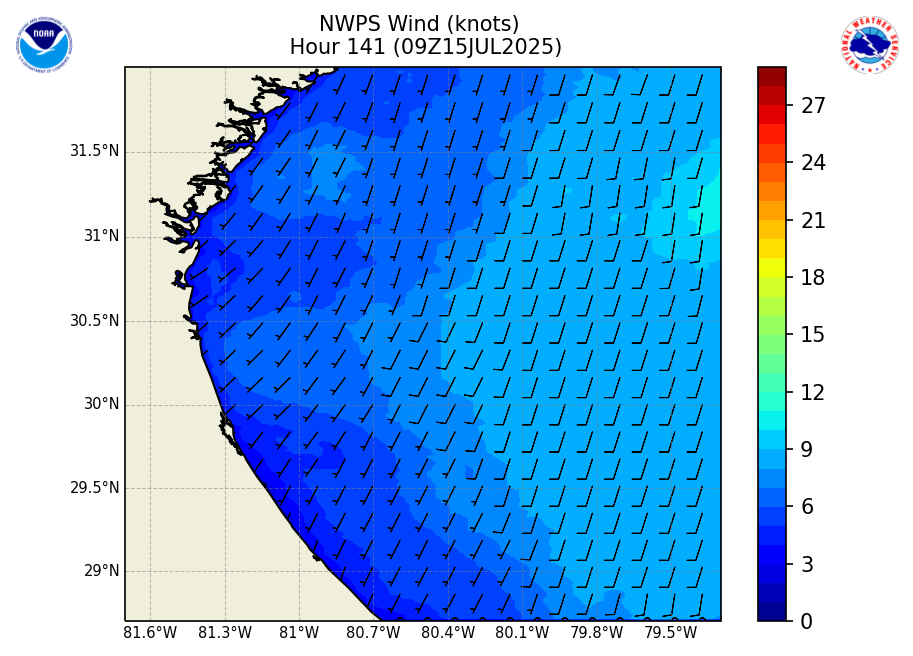 NWPS Wind (knots)
Hour 141 (09Z15JUL2025)
NOAA
NATIONAL WEATHER SERVICE
31.5°N
31°N
30.5°N
30°N
29.5°N
29°N
81.6°W 81.3°W 81°W 80.7°W 80.4°W 80.1°W 79.8°W 79.5°W
27
24
21
18
15
12
9
6
3
0